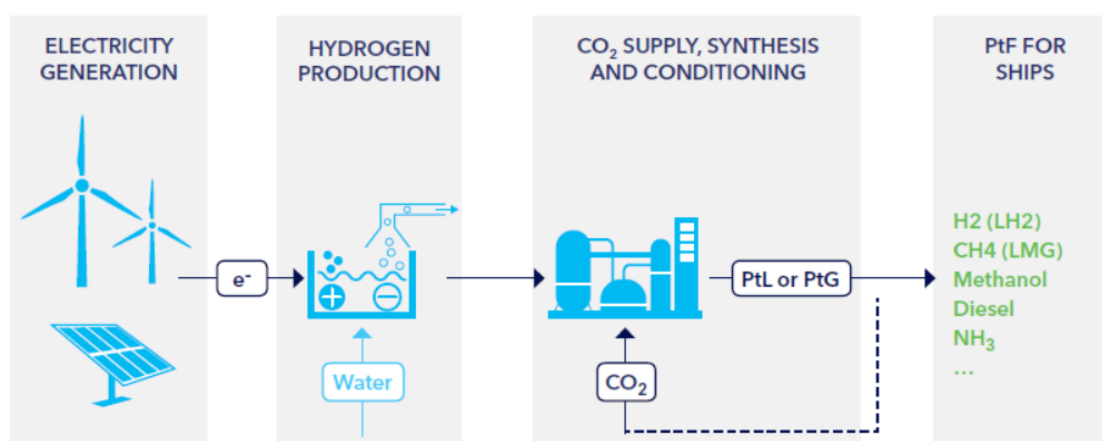 ELECTRICITY
GENERATION
HYDROGEN
PRODUCTION
CO₂ SUPPLY, SYNTHESIS
AND CONDITIONING
PtF FOR
SHIPS
e⁻
Water
CO₂
PtL or PtG
H2 (LH2)
CH4 (LMG)
Methanol
Diesel
NH₃
...